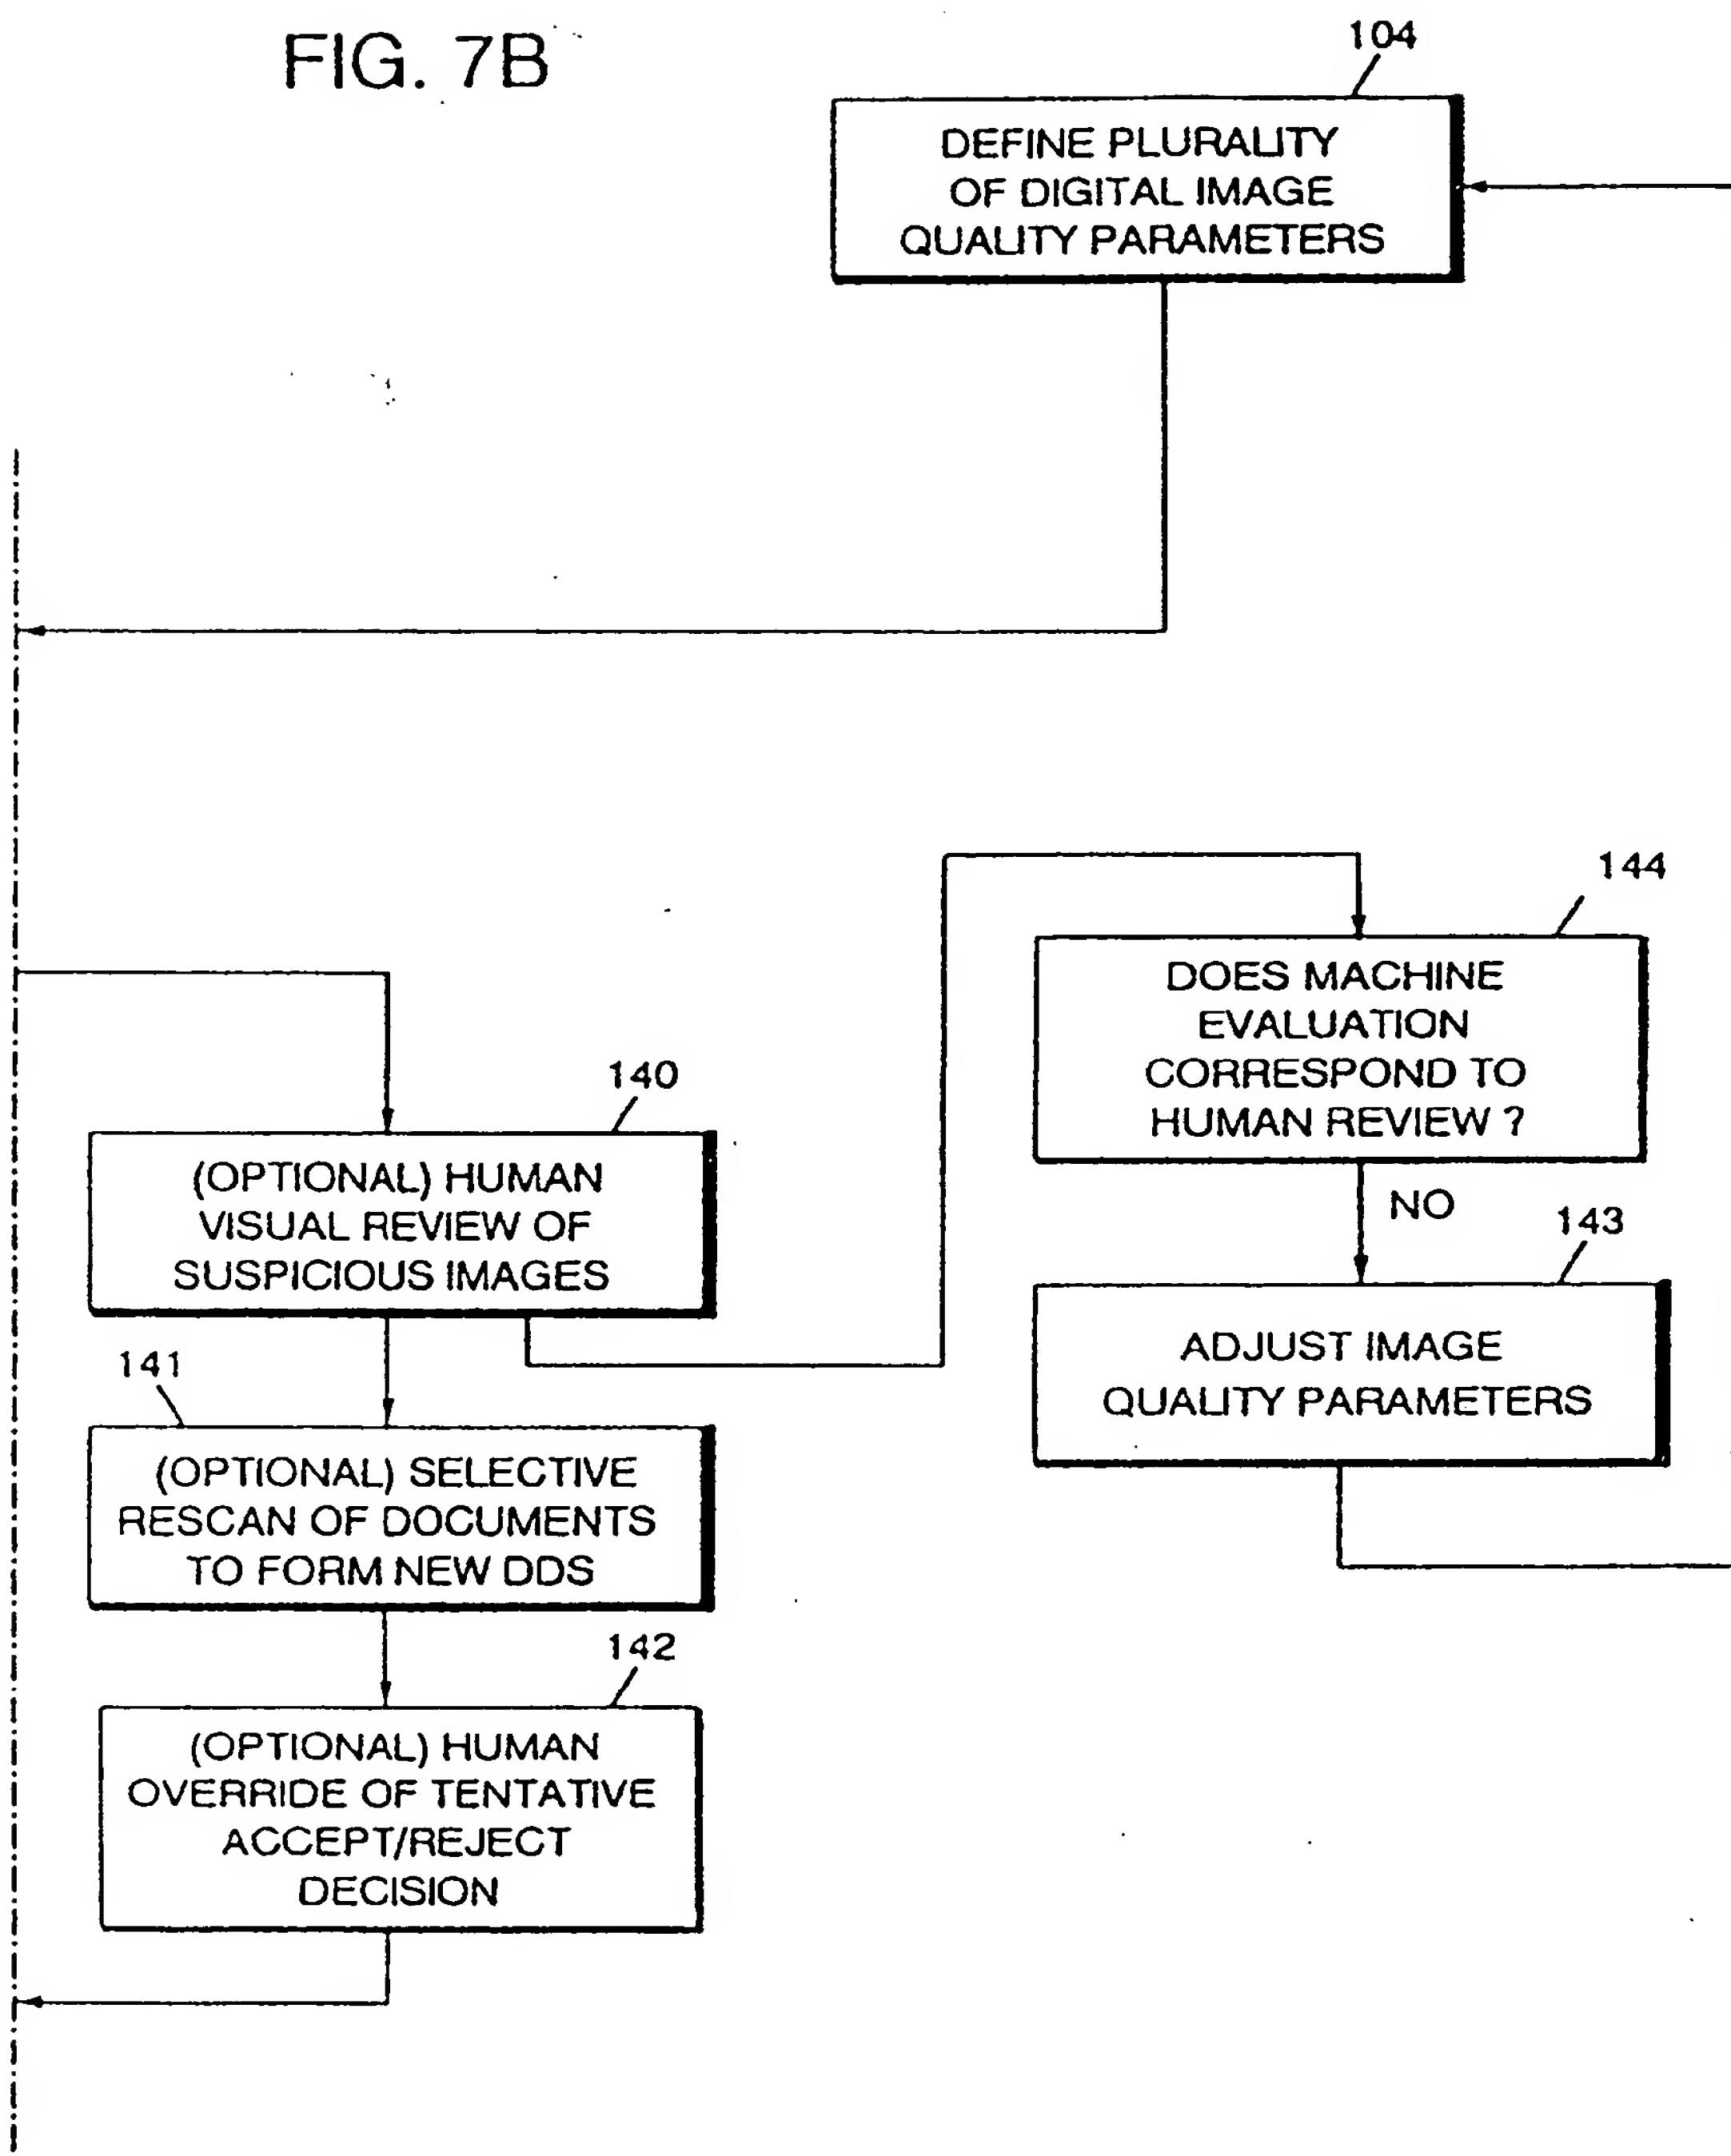 FIG. 7B
104
DEFINE PLURALITY
OF DIGITAL IMAGE
QUALITY PARAMETERS
144
DOES MACHINE
EVALUATION
CORRESPOND TO
HUMAN REVIEW ?
140
(OPTIONAL) HUMAN
VISUAL REVIEW OF
SUSPICIOUS IMAGES
NO
143
ADJUST IMAGE
QUALITY PARAMETERS
141
(OPTIONAL) SELECTIVE
RESCAN OF DOCUMENTS
TO FORM NEW DDS
142
(OPTIONAL) HUMAN
OVERRIDE OF TENTATIVE
ACCEPT/REJECT
DECISION